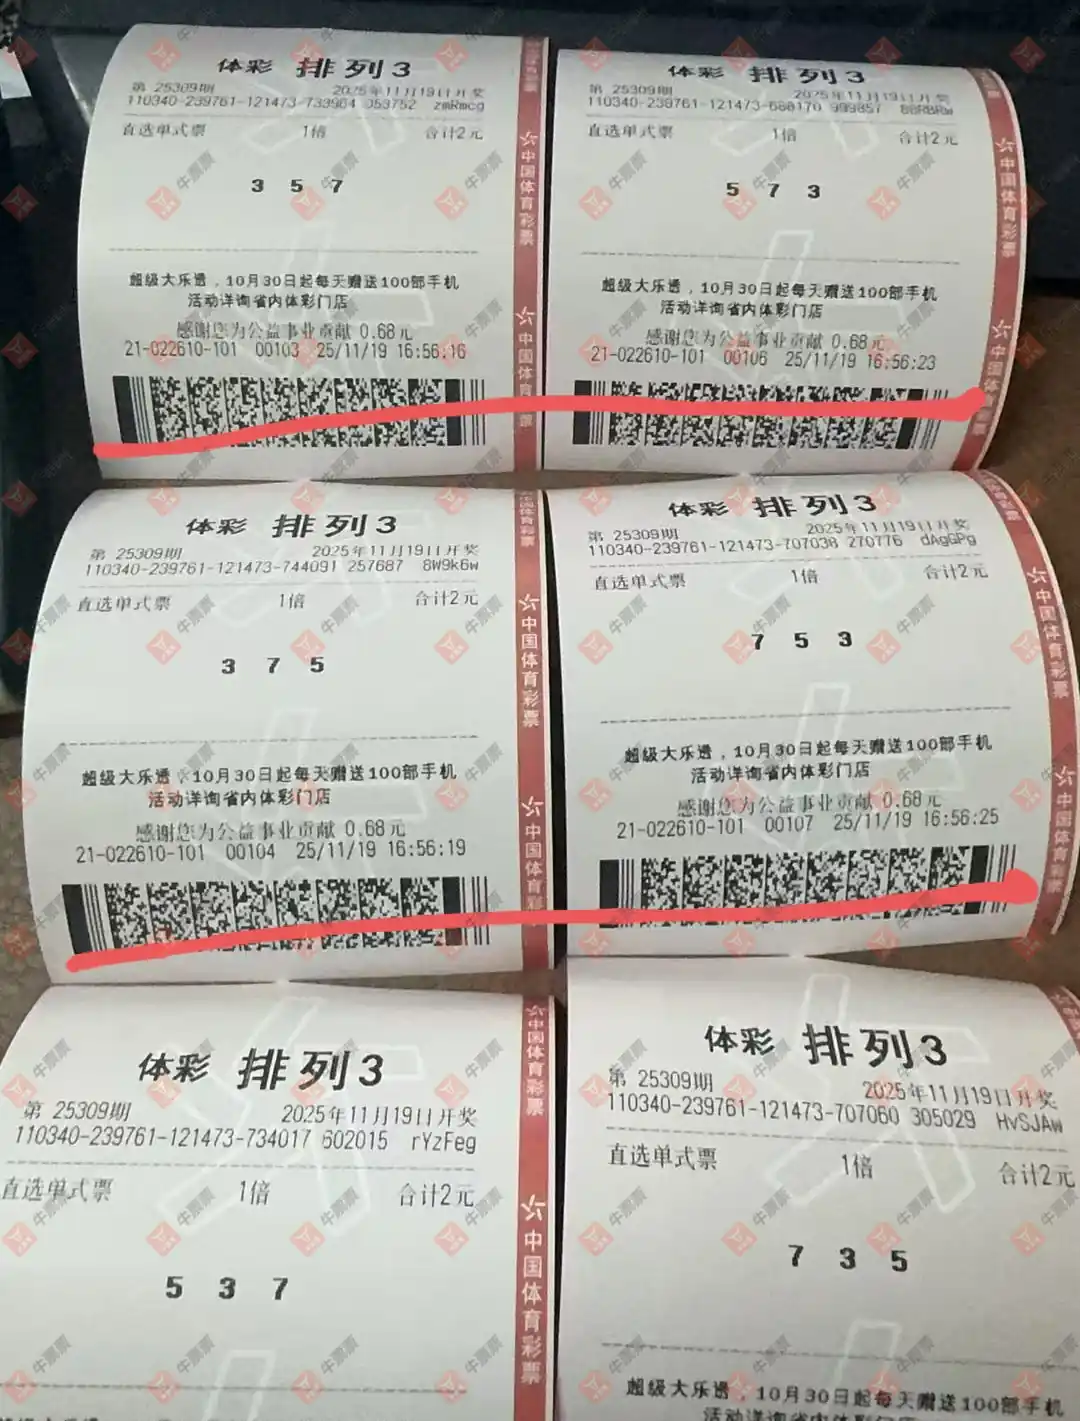 体彩 排列3
第 25309期 2025年11月19日开奖
110340-239761-121473-739964 053752 zmRmcg
直选单式票 1倍 合计2元
3 5 7
超级大乐透，10月30日起每天赠送100部手机
活动详询省内体彩门店
感谢您为公益事业贡献 0.68元
21-022610-101 00103 25/11/19 16:56:16
中国体育彩票
体彩 排列3
第 25309期 2025年11月19日开奖
110340-239761-121473-688170 999857
直选单式票 1倍 合计2元
5 7 3
超级大乐透，10月30日起每天赠送100部手机
活动详询省内体彩门店
感谢您为公益事业贡献 0.68元
21-022610-101 00106 25/11/19 16:56:23
中国体育彩票
体彩 排列3
第 25309期 2025年11月19日开奖
110340-239761-121473-744091 257687 8W9k6w
直选单式票 1倍 合计2元
3 7 5
超级大乐透，10月30日起每天赠送100部手机
活动详询省内体彩门店
感谢您为公益事业贡献 0.68元
21-022610-101 00104 25/11/19 16:56:19
中国体育彩票
体彩 排列3
第 25309期 2025年11月19日开奖
110340-239761-121473-707038 270776 dAgGPg
直选单式票 1倍 合计2元
7 5 3
超级大乐透，10月30日起每天赠送100部手机
活动详询省内体彩门店
感谢您为公益事业贡献 0.68元
21-022610-101 00107 25/11/19 16:56:25
中国体育彩票
体彩 排列3
第 25309期 2025年11月19日开奖
110340-239761-121473-734017 602015 rYzFeg
直选单式票 1倍 合计2元
5 3 7
中国体育彩票
体彩 排列3
第 25309期 2025年11月19日开奖
110340-239761-121473-707060 305029 HvSJAw
直选单式票 1倍 合计2元
7 3 5
超级大乐透，10月30日起每天赠送100部手机
活动详询省内体彩门店
牛票票